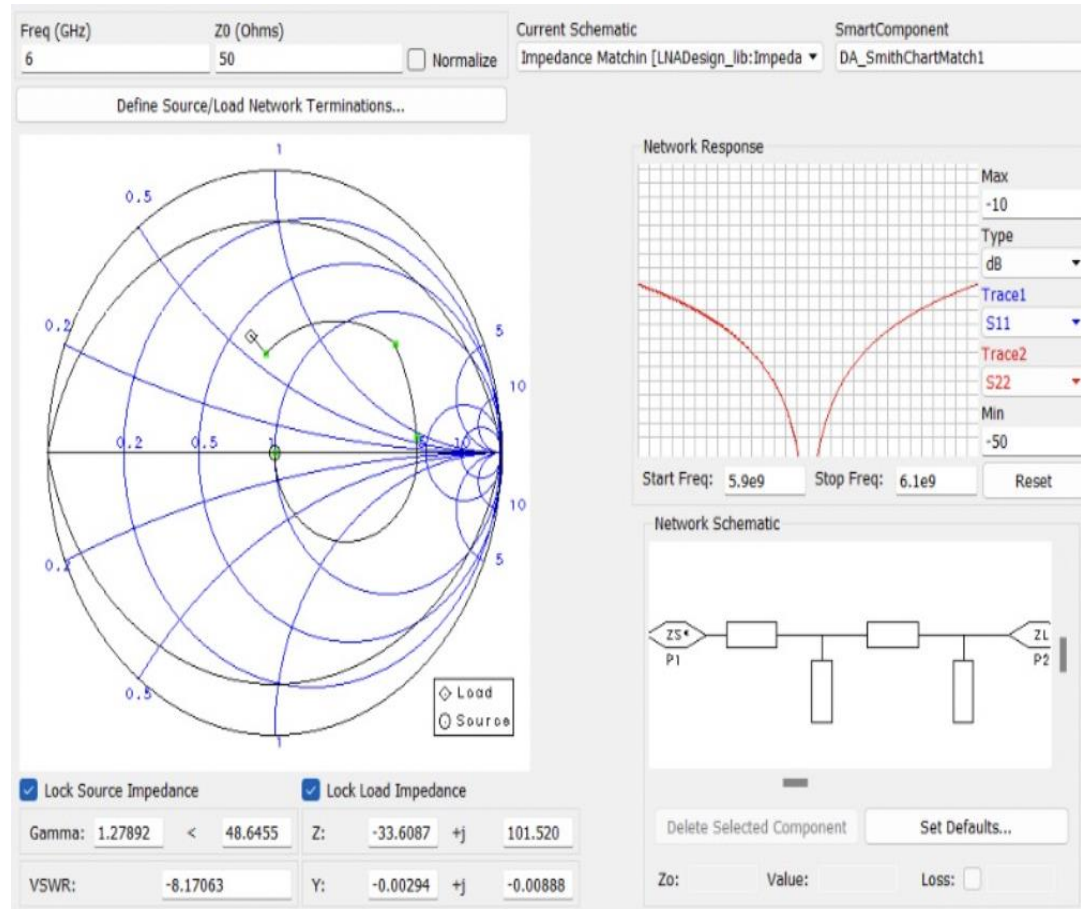 Freq (GHz)
Z0 (Ohms)
6
50
Normalize
Current Schematic
Impedance Matchin [LNADesign_lib:Impeda
SmartComponent
DA_SmithChartMatch1
Define Source/Load Network Terminations...
1
0.5
0.2
5
10
0.2
0.5
1
10
10
0.2
5
0.5
1
Load
Source
Network Response
Max
-10
Type
dB
Trace1
S11
Trace2
S22
Min
-50
Start Freq:
5.9e9
Stop Freq:
6.1e9
Reset
Network Schematic
ZS*
P1
ZL
P2
Delete Selected Component
Set Defaults...
Zo:
Value:
Loss:
Lock Source Impedance
Lock Load Impedance
Gamma: 1.27892 < 48.6455
Z: -33.6087 +j 101.520
VSWR: -8.17063
Y: -0.00294 +j -0.00888